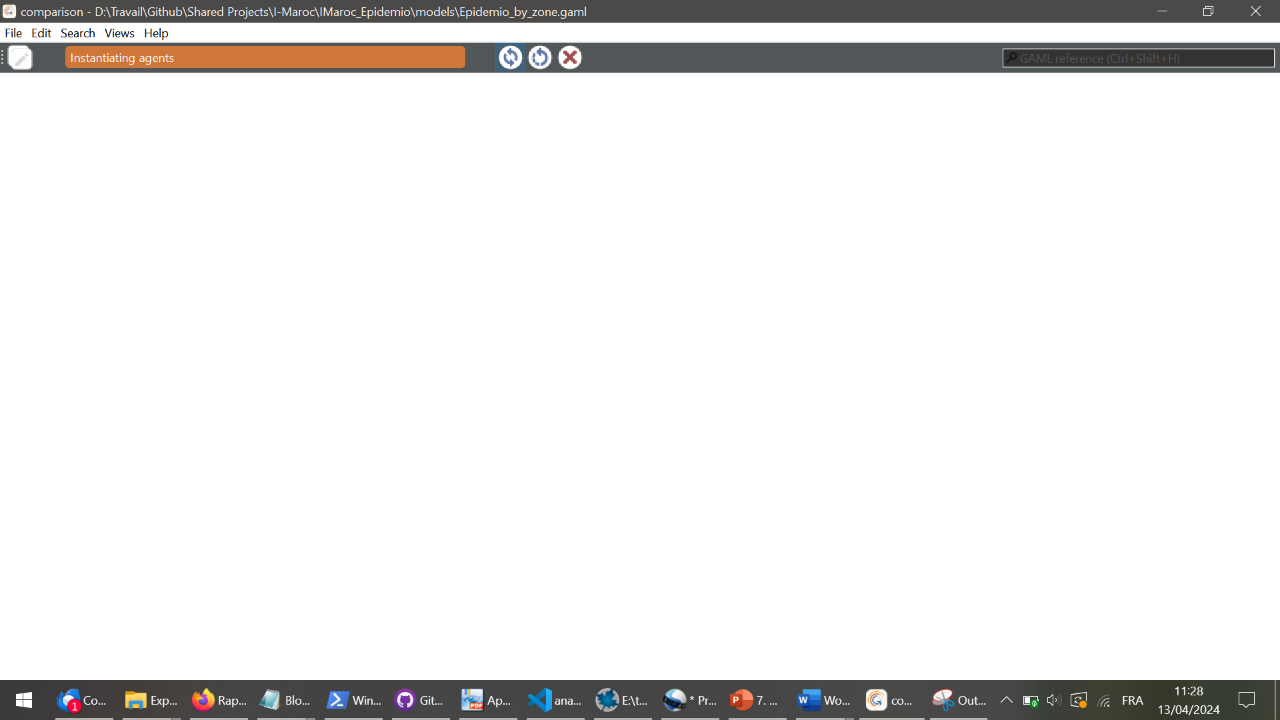 comparison - D:\Travail\Github\Shared Projects\I-Maroc\IMaroc_Epidemio\models\Epidemio_by_zone.gaml
File Edit Search Views Help
Instantiating agents
GAML reference (Ctrl+Shift+H)
1 Co... Exp... Rap... Blo... Win... Git... Ap... ana... E:\t... * Pr... 7. ... Wo... co... Out... FRA
11:28
13/04/2024